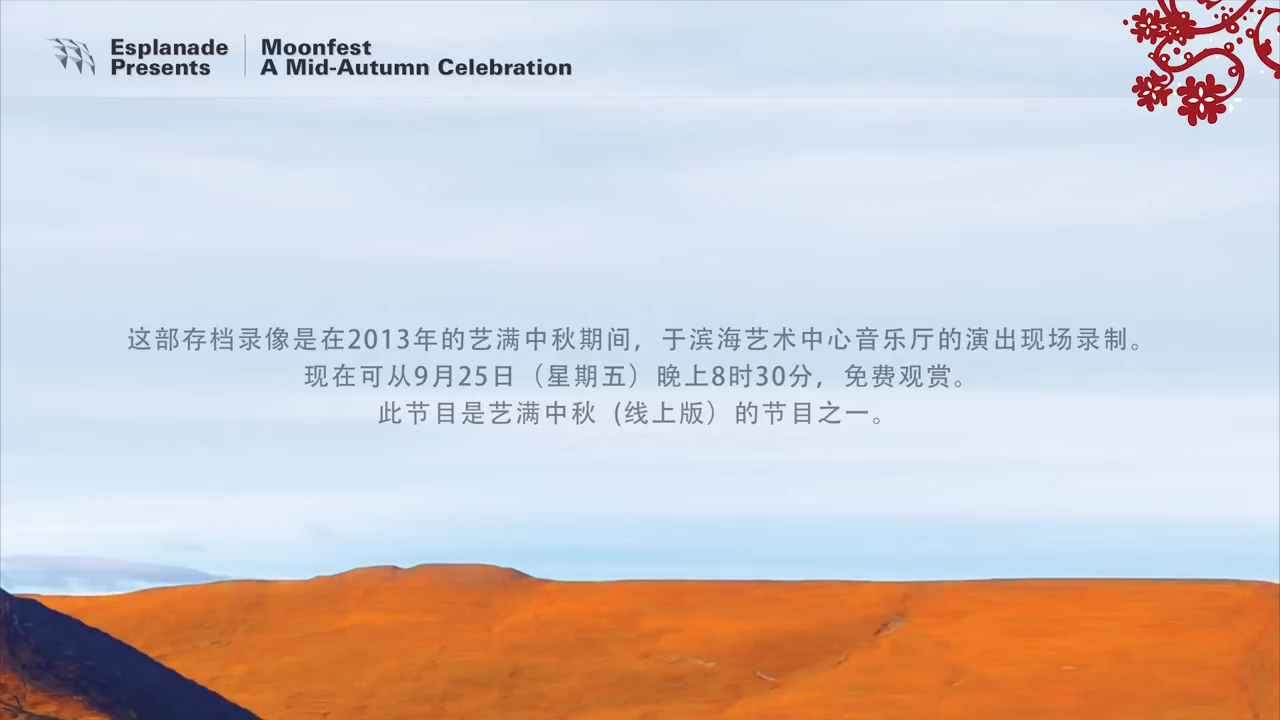 Esplanade
Presents
Moonfest
A Mid-Autumn Celebration
这部存档录像是在2013年的艺满中秋期间，于滨海艺术中心音乐厅的演出现场录制。
现在可从9月25日（星期五）晚上8时30分，免费观赏。
此节目是艺满中秋（线上版）的节目之一。